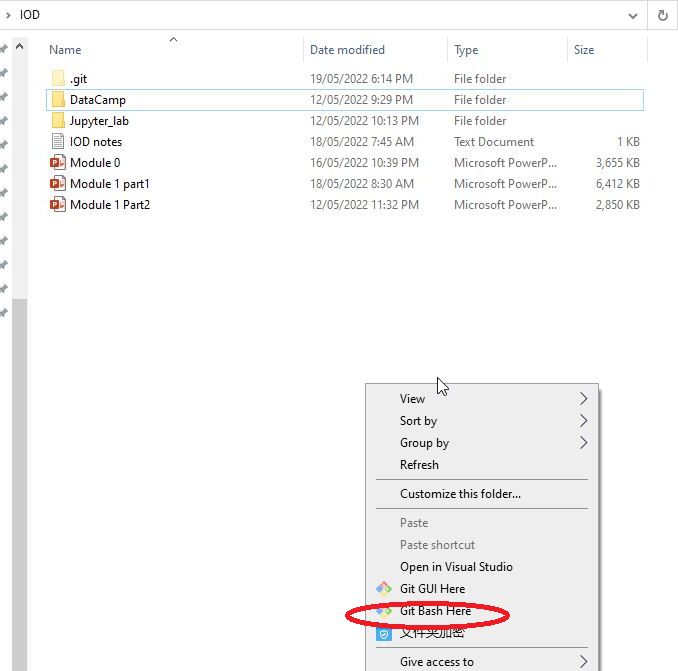 IOD
Name Date modified Type Size
.git 19/05/2022 6:14 PM File folder
DataCamp 12/05/2022 9:29 PM File folder
Jupyter_lab 12/05/2022 10:13 PM File folder
IOD notes 18/05/2022 7:45 AM Text Document 1 KB
Module 0 16/05/2022 10:39 PM Microsoft PowerP... 3,655 KB
Module 1 part1 18/05/2022 8:30 AM Microsoft PowerP... 6,412 KB
Module 1 Part2 12/05/2022 11:32 PM Microsoft PowerP... 2,850 KB
View
Sort by
Group by
Refresh
Customize this folder...
Paste
Paste shortcut
Open in Visual Studio
Git GUI Here
Git Bash Here
文件夹加密
Give access to